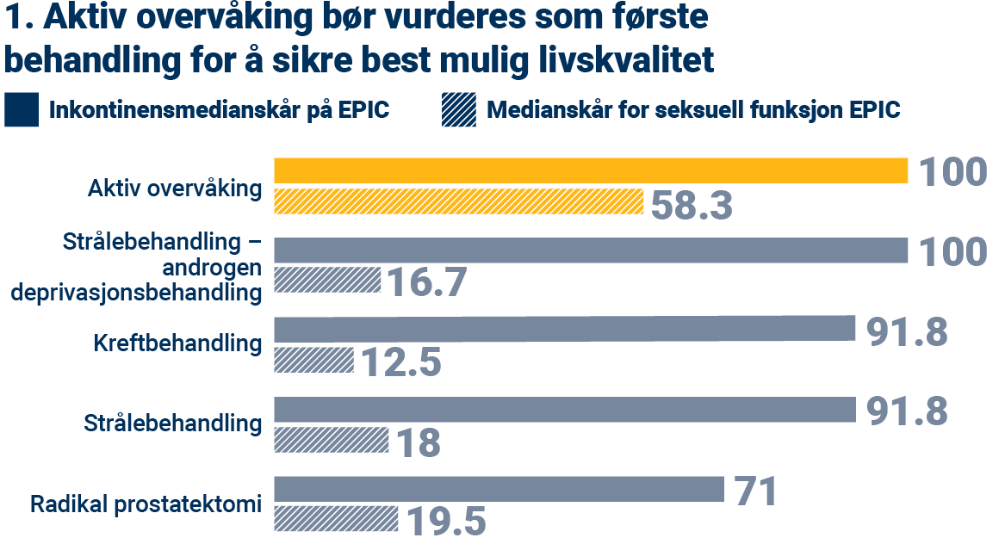 1. Aktiv overvåking bør vurderes som første
behandling for å sikre best mulig livskvalitet
Inkontinensmedianskår på EPIC
Medianskår for seksuell funksjon EPIC
Aktiv overvåking
100
58.3
Strålebehandling –
androgen
deprivasjonsbehandling
100
16.7
Kreftbehandling
91.8
12.5
Strålebehandling
91.8
18
Radikal prostatektomi
71
19.5